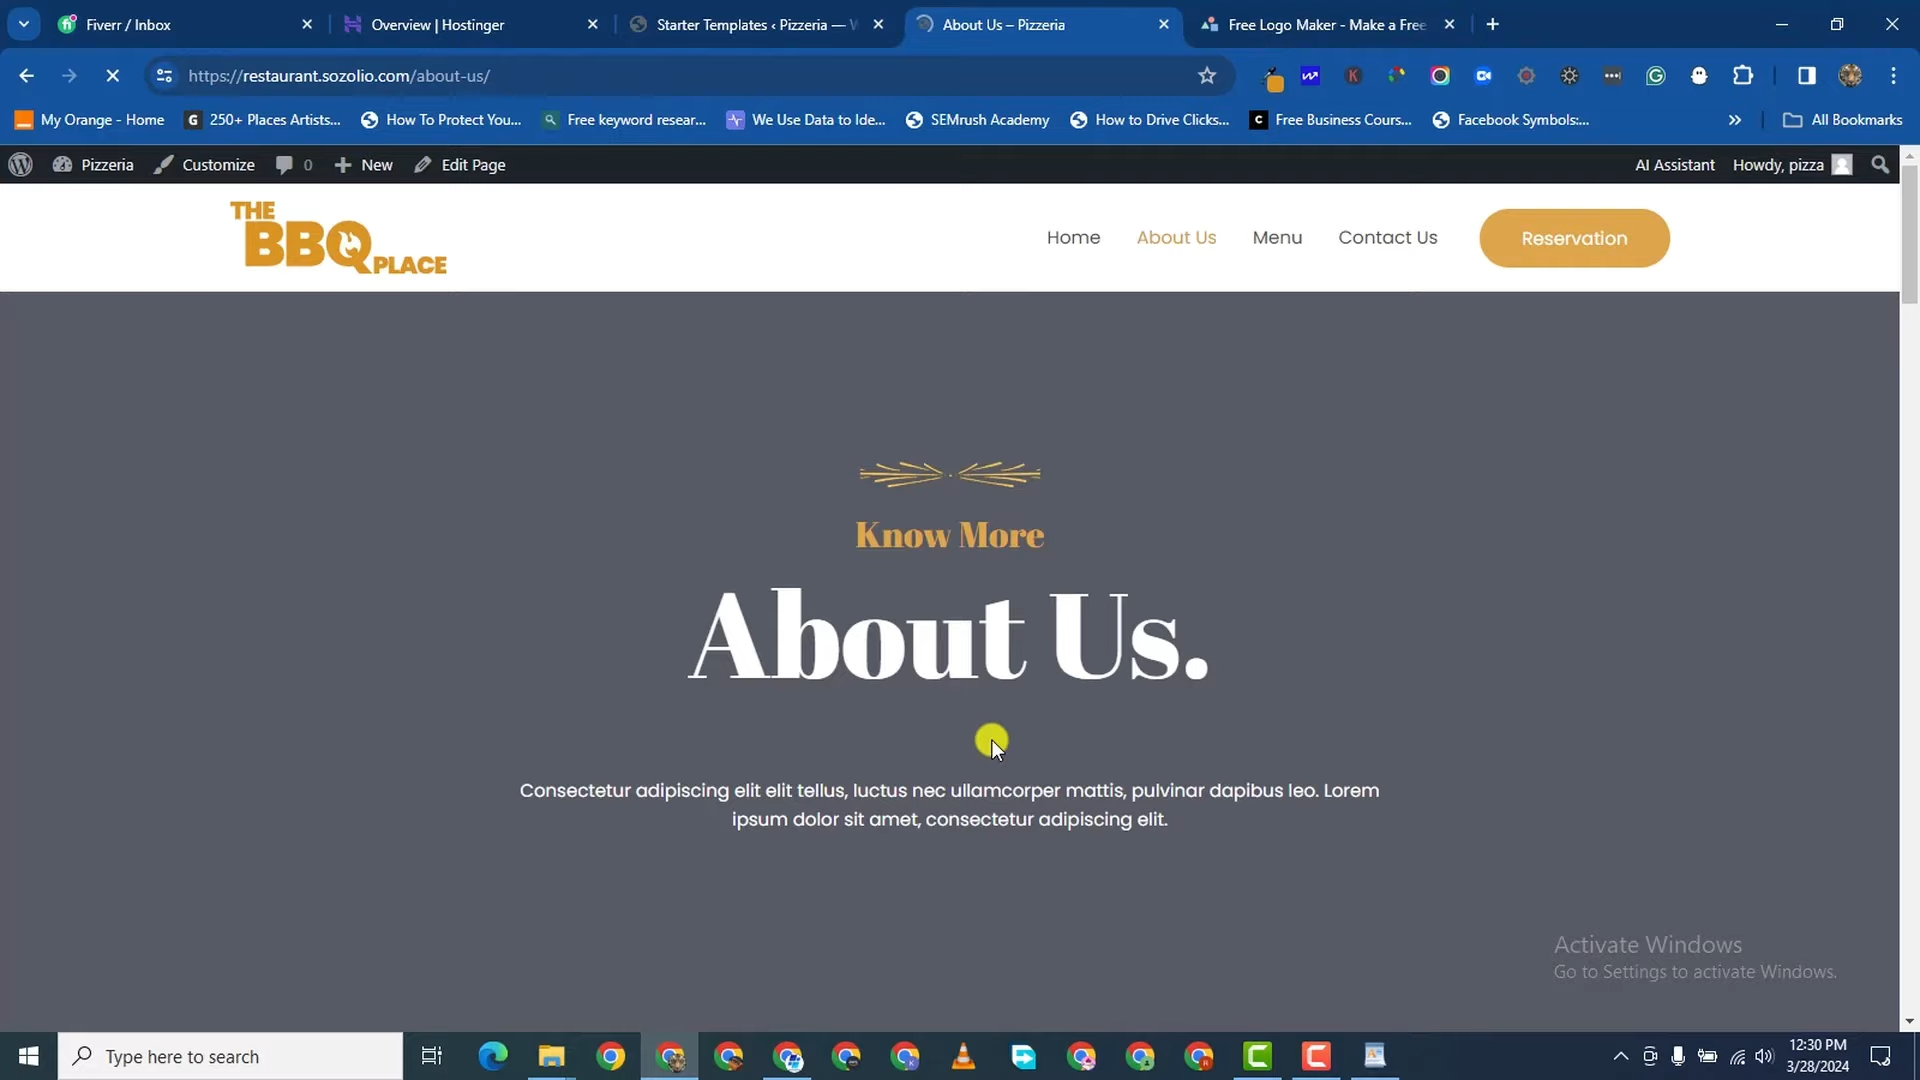 Fiverr / Inbox
Overview | Hostinger
Starter Templates ‹ Pizzeria — W
About Us – Pizzeria
Free Logo Maker - Make a Free
https://restaurant.sozolio.com/about-us/
My Orange - Home
250+ Places Artists...
How To Protect You...
Free keyword resear...
We Use Data to Ide...
SEMrush Academy
How to Drive Clicks...
Free Business Cours...
Facebook Symbols:...
All Bookmarks
Pizzeria
Customize
0
New
Edit Page
AI Assistant
Howdy, pizza
THE
BBQ
PLACE
Home
About Us
Menu
Contact Us
Reservation
Know More
About Us.
Consectetur adipiscing elit elit tellus, luctus nec ullamcorper mattis, pulvinar dapibus leo. Lorem
ipsum dolor sit amet, consectetur adipiscing elit.
Activate Windows
Go to Settings to activate Windows.
Type here to search
12:30 PM
3/28/2024